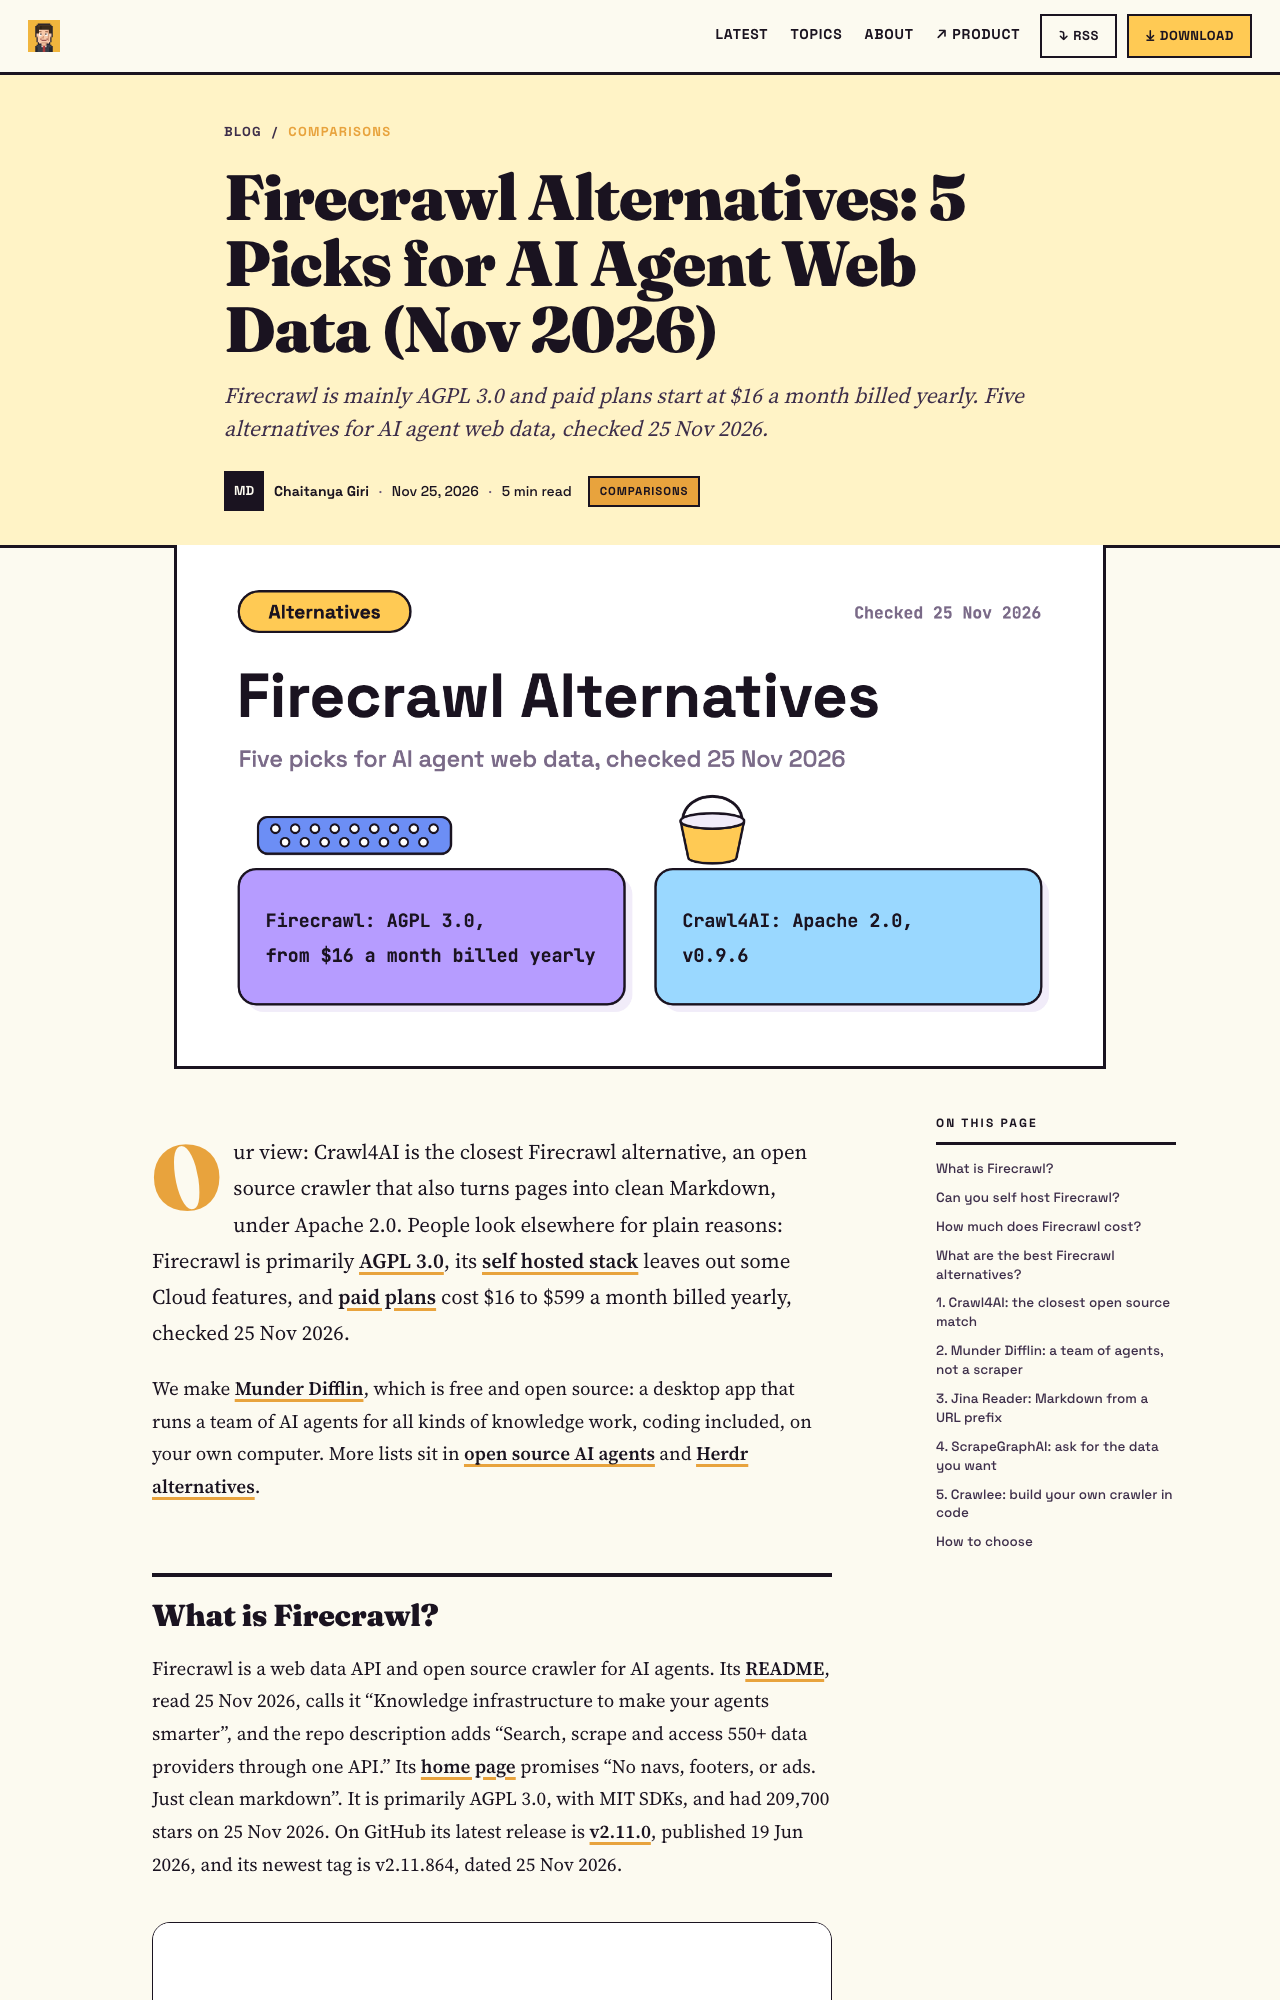 LATEST
TOPICS
ABOUT
↗ PRODUCT
⤵ RSS
⤓ DOWNLOAD
BLOG / COMPARISONS
Firecrawl Alternatives: 5
Picks for AI Agent Web
Data (Nov 2026)
Firecrawl is mainly AGPL 3.0 and paid plans start at $16 a month billed yearly. Five
alternatives for AI agent web data, checked 25 Nov 2026.
MD
Chaitanya Giri · Nov 25, 2026 · 5 min read
COMPARISONS
Alternatives
Checked 25 Nov 2026
Firecrawl Alternatives
Five picks for AI agent web data, checked 25 Nov 2026
Firecrawl: AGPL 3.0,
from $16 a month billed yearly
Crawl4AI: Apache 2.0,
v0.9.6
Our view: Crawl4AI is the closest Firecrawl alternative, an open
source crawler that also turns pages into clean Markdown,
under Apache 2.0. People look elsewhere for plain reasons:
Firecrawl is primarily AGPL 3.0, its self hosted stack leaves out some
Cloud features, and paid plans cost $16 to $599 a month billed yearly,
checked 25 Nov 2026.
We make Munder Difflin, which is free and open source: a desktop app that
runs a team of AI agents for all kinds of knowledge work, coding included, on
your own computer. More lists sit in open source AI agents and Herdr
alternatives.
What is Firecrawl?
Firecrawl is a web data API and open source crawler for AI agents. Its README,
read 25 Nov 2026, calls it “Knowledge infrastructure to make your agents
smarter”, and the repo description adds “Search, scrape and access 550+ data
providers through one API.” Its home page promises “No navs, footers, or ads.
Just clean markdown”. It is primarily AGPL 3.0, with MIT SDKs, and had 209,700
stars on 25 Nov 2026. On GitHub its latest release is v2.11.0, published 19 Jun
2026, and its newest tag is v2.11.864, dated 25 Nov 2026.
ON THIS PAGE
What is Firecrawl?
Can you self host Firecrawl?
How much does Firecrawl cost?
What are the best Firecrawl
alternatives?
1. Crawl4AI: the closest open source
match
2. Munder Difflin: a team of agents,
not a scraper
3. Jina Reader: Markdown from a
URL prefix
4. ScrapeGraphAI: ask for the data
you want
5. Crawlee: build your own crawler in
code
How to choose